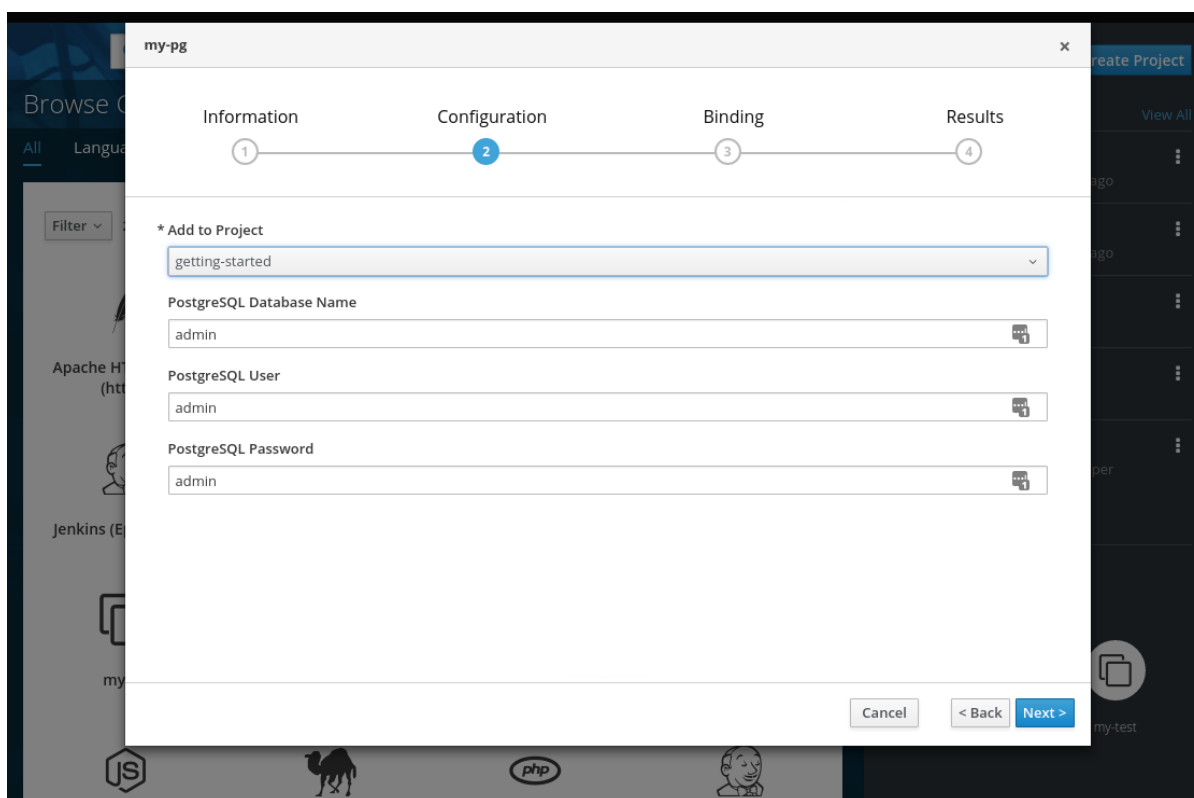 my-pg
×
reate Project
Browse C
View All
Information
Configuration
Binding
Results
All
Langua
1
2
3
4
ago
Filter
* Add to Project
getting-started
ago
PostgreSQL Database Name
admin
Apache HT
(htt
PostgreSQL User
admin
PostgreSQL Password
admin
per
Jenkins (Ep
my
Cancel
< Back
Next >
my-test
JS
php